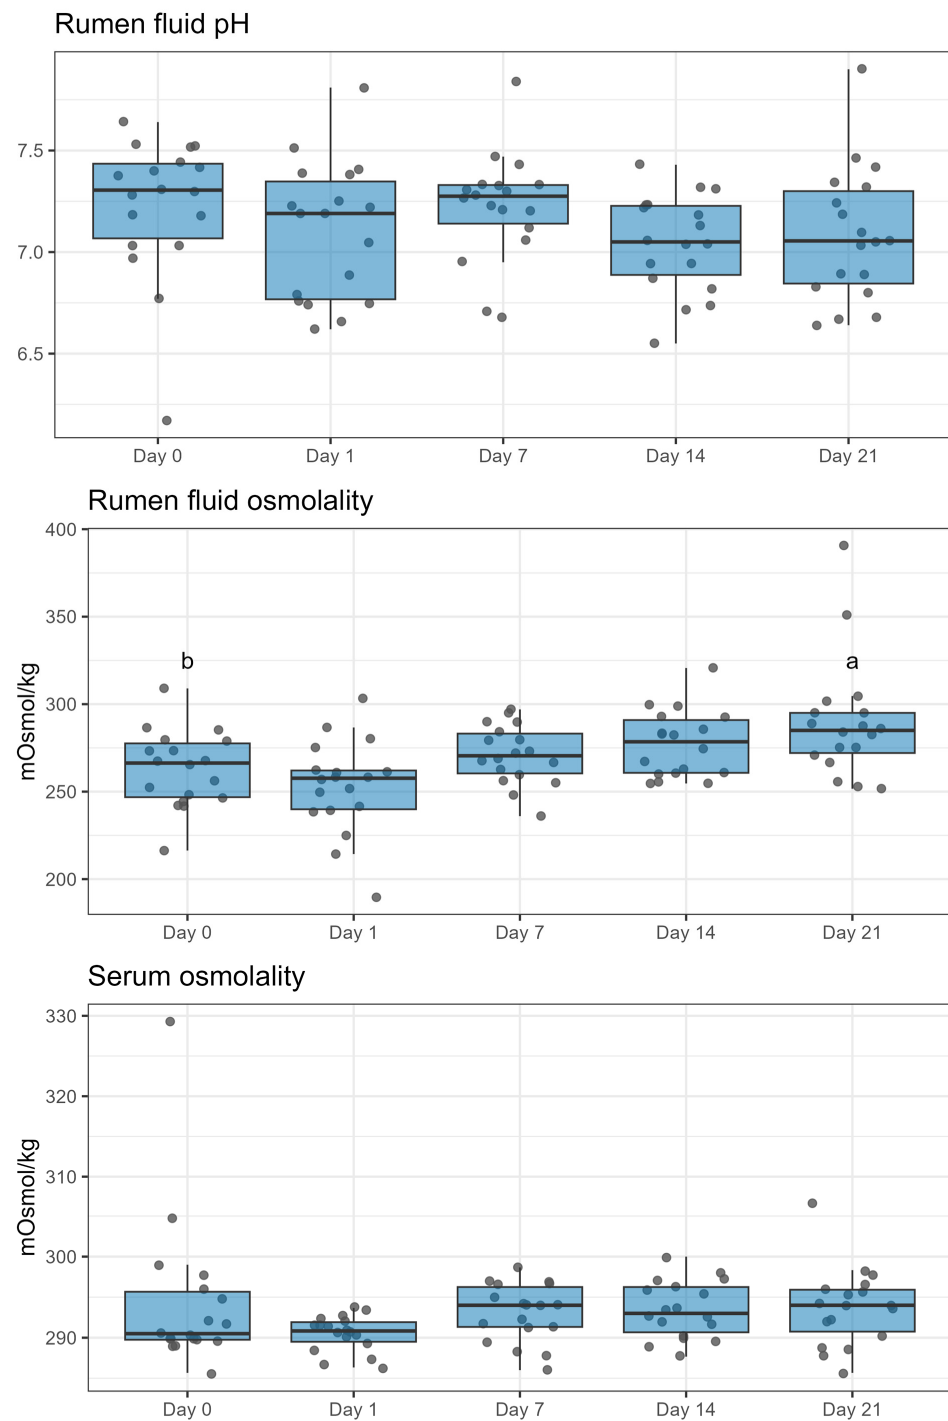 Rumen fluid pH
7.5
7.0
6.5
Day 0 Day 1 Day 7 Day 14 Day 21
Rumen fluid osmolality
mOsmol/kg
400
350
b a
300
250
200
Day 0 Day 1 Day 7 Day 14 Day 21
Serum osmolality
mOsmol/kg
330
320
310
300
290
Day 0 Day 1 Day 7 Day 14 Day 21